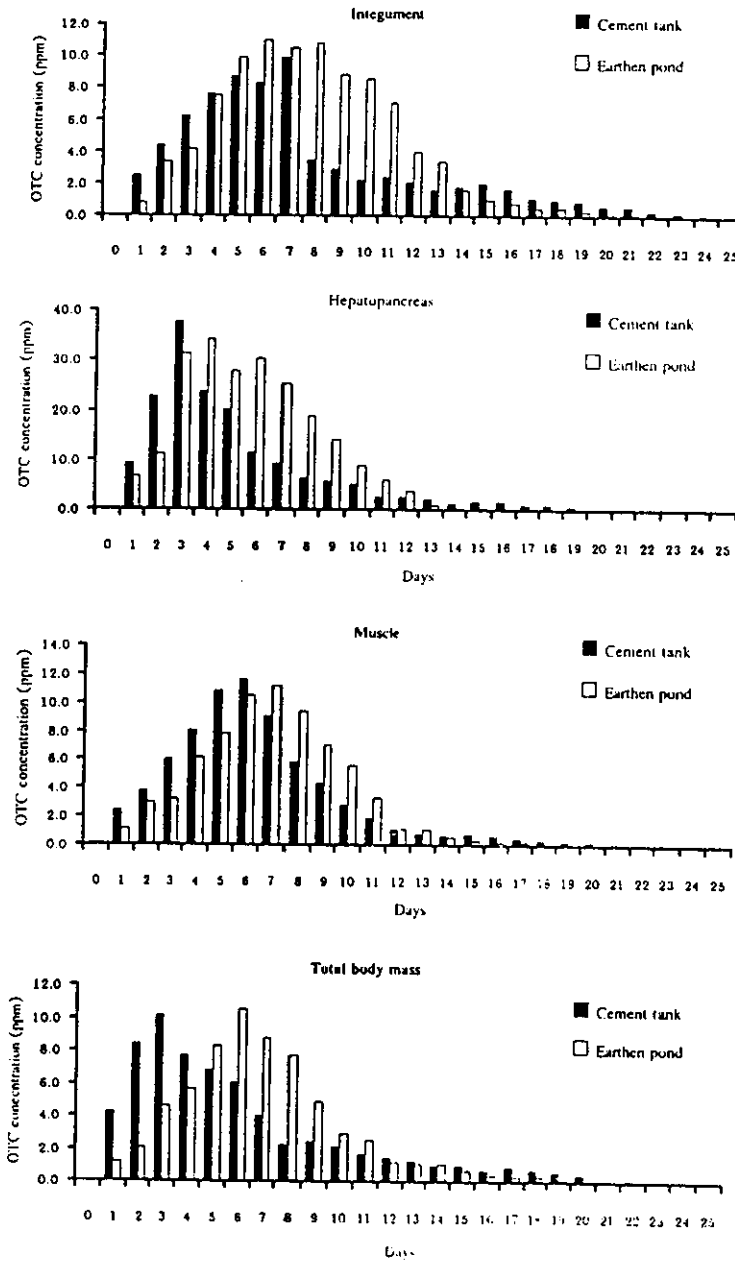 Integument
OTC concentration (ppm)
12.0
10.0
8.0
6.0
4.0
2.0
0.0
Cement tank
Earthen pond
0 1 2 3 4 5 6 7 8 9 10 11 12 13 14 15 16 17 18 19 20 21 22 23 24 25
Hepatopancreas
OTC concentration (ppm)
40.0
30.0
20.0
10.0
0.0
Cement tank
Earthen pond
0 1 2 3 4 5 6 7 8 9 10 11 12 13 14 15 16 17 18 19 20 21 22 23 24 25
Days
Muscle
OTC concentration (ppm)
14.0
12.0
10.0
8.0
6.0
4.0
2.0
0.0
Cement tank
Earthen pond
0 1 2 3 4 5 6 7 8 9 10 11 12 13 14 15 16 17 18 19 20 21 22 23 24 25
Days
Total body mass
OTC concentration (ppm)
12.0
10.0
8.0
6.0
4.0
2.0
0.0
Cement tank
Earthen pond
0 1 2 3 4 5 6 7 8 9 10 11 12 13 14 15 16 17 18 19 20 21 22 23 24 25
Days